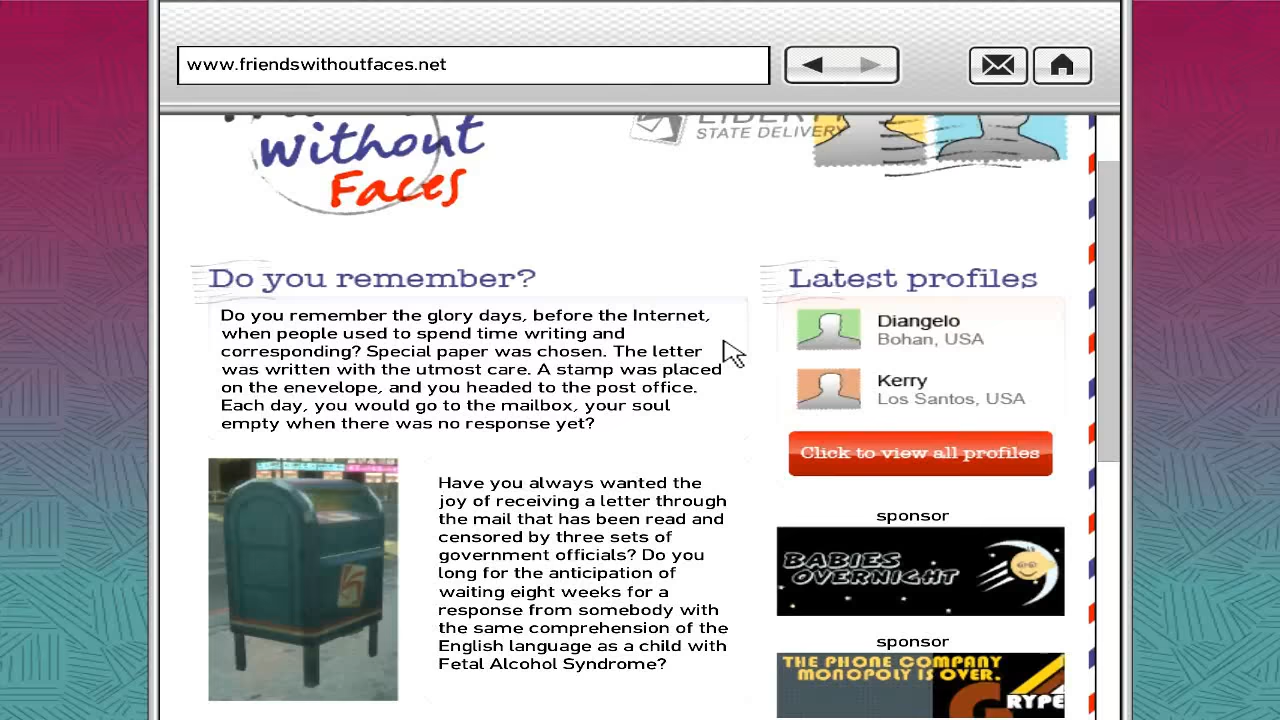 www.friendswithoutfaces.net
without
Faces
STATE DELIVERY
Do you remember?
Do you remember the glory days, before the Internet,
when people used to spend time writing and
corresponding? Special paper was chosen. The letter
was written with the utmost care. A stamp was placed
on the enevelope, and you headed to the post office.
Each day, you would go to the mailbox, your soul
empty when there was no response yet?
Have you always wanted the
joy of receiving a letter through
the mail that has been read and
censored by three sets of
government officials? Do you
long for the anticipation of
waiting eight weeks for a
response from somebody with
the same comprehension of the
English language as a child with
Fetal Alcohol Syndrome?
Latest profiles
Diangelo
Bohan, USA
Kerry
Los Santos, USA
Click to view all profiles
sponsor
BABIES
OVERNIGHT
sponsor
THE PHONE COMPANY
MONOPOLY IS OVER.
GRYPE